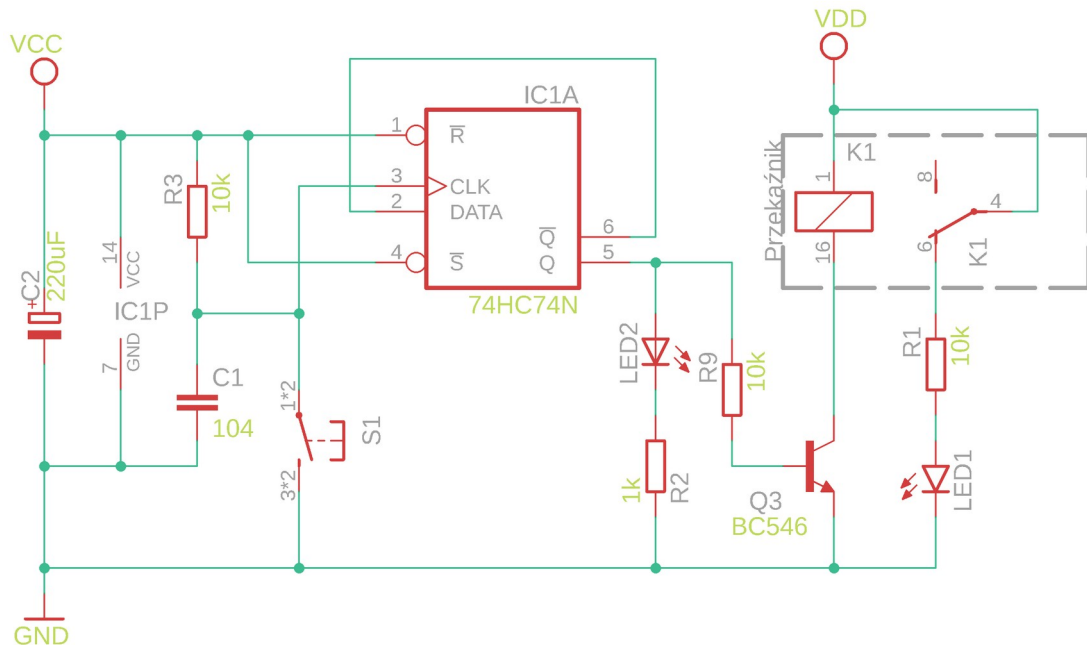 VCC
VDD
IC1A
1
R
3
CLK
2
DATA
4
S
6
Q
5
Q
74HC74N
R3
10k
14
VCC
IC1P
7
GND
C2
220uF
+
C1
104
1*2
3*2
S1
LED2
R2
1k
R9
10k
Przekaźnik
K1
1
16
8
4
6
K1
R1
10k
LED1
Q3
BC546
GND